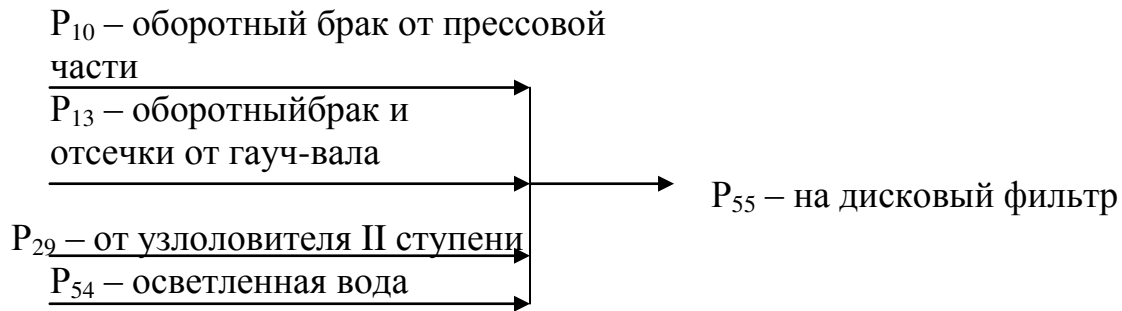 P₁₀ – оборотный брак от прессовой
части
P₁₃ – оборотныйбрак и
отсечки от гауч-вала
P₅₅ – на дисковый фильтр
P₂₉ – от узлоловителя II ступени
P₅₄ – осветленная вода